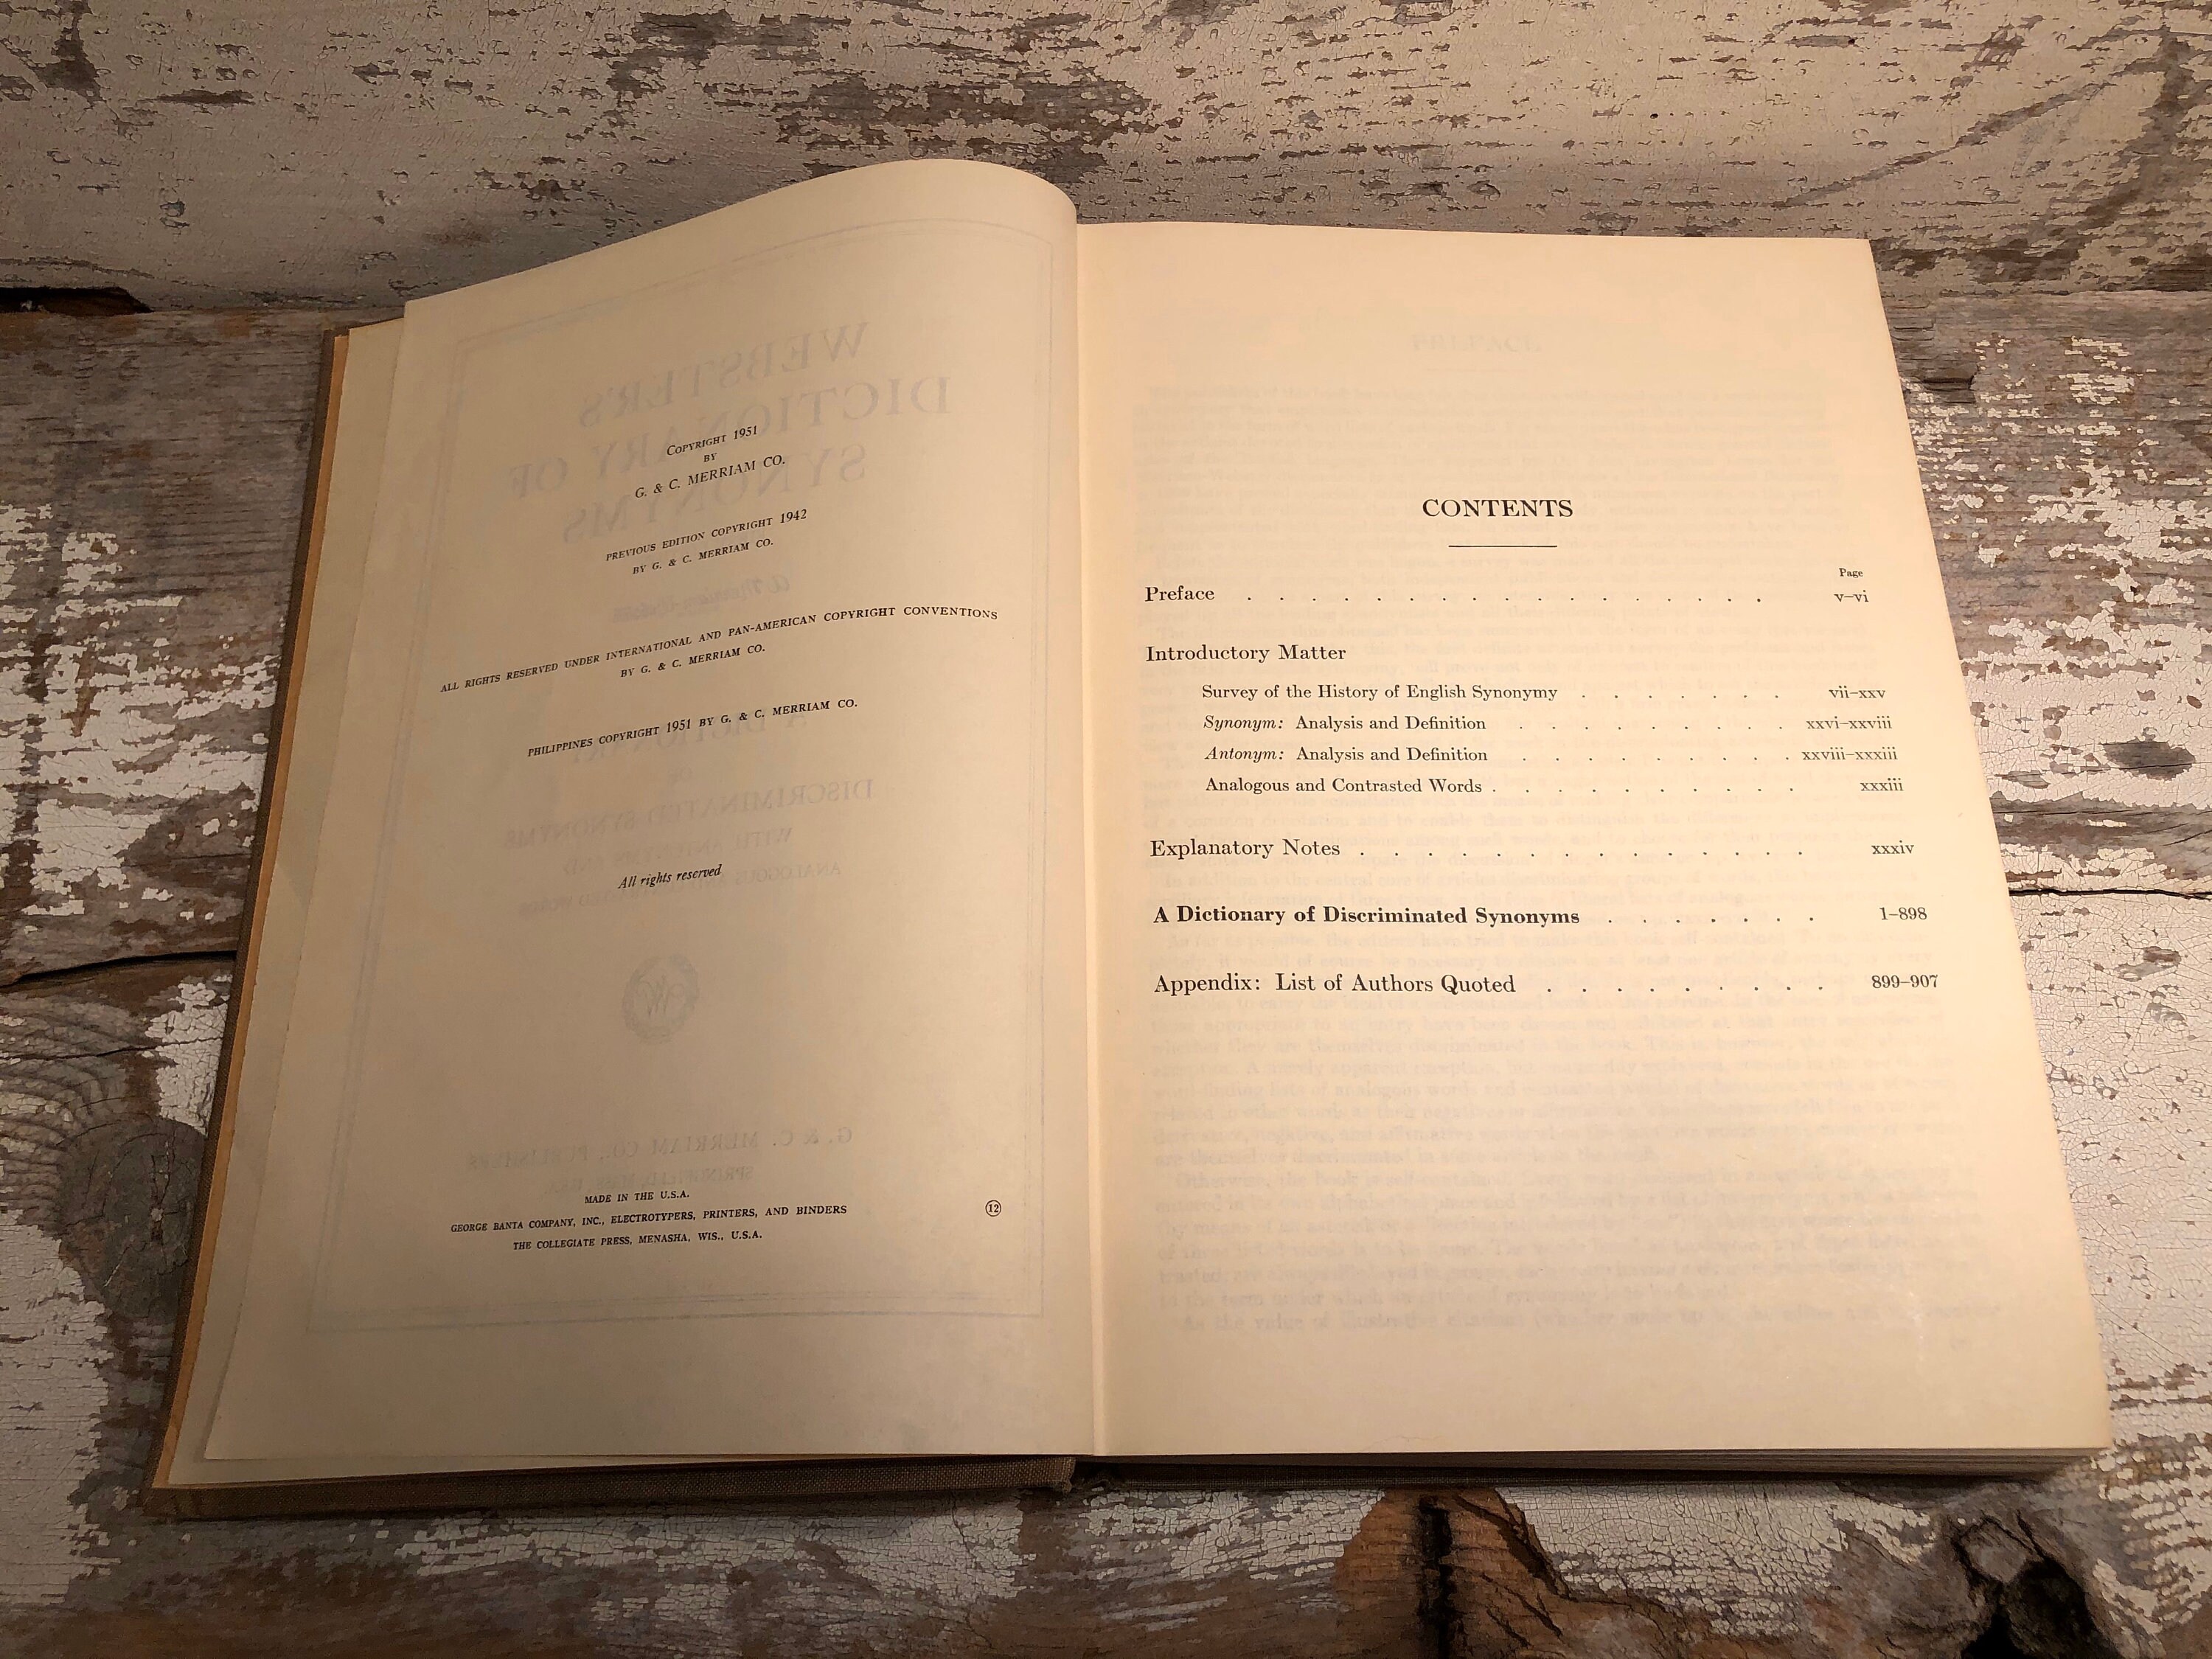 COPYRIGHT 1951
BY
G. & C. MERRIAM CO.
PREVIOUS EDITION COPYRIGHT 1942
BY G. & C. MERRIAM CO.
ALL RIGHTS RESERVED UNDER INTERNATIONAL AND PAN-AMERICAN COPYRIGHT CONVENTIONS
BY G. & C. MERRIAM CO.
PHILIPPINES COPYRIGHT 1951 BY G. & C. MERRIAM CO.
All rights reserved
MADE IN THE U.S.A.
GEORGE BANTA COMPANY, INC., ELECTROTYPERS, PRINTERS, AND BINDERS
THE COLLEGIATE PRESS, MENASHA, WIS., U.S.A.
12
CONTENTS
Page
Preface . . . . . . . . . . . . . . . . . v–vi
Introductory Matter
Survey of the History of English Synonymy . . . . . . . vii–xxv
Synonym: Analysis and Definition . . . . . . . . . xxvi–xxviii
Antonym: Analysis and Definition . . . . . . . . . xxviii–xxxiii
Analogous and Contrasted Words . . . . . . . . . . xxxiii
Explanatory Notes . . . . . . . . . . . . . . xxxiv
A Dictionary of Discriminated Synonyms . . . . . . . 1–898
Appendix: List of Authors Quoted . . . . . . . . . 899–907